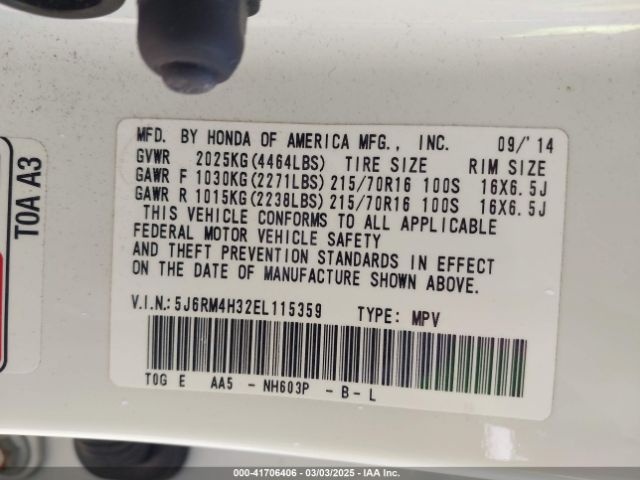 MFD. BY HONDA OF AMERICA MFG., INC. 09/'14
GVWR 2025KG(4464LBS) TIRE SIZE RIM SIZE
GAWR F 1030KG(2271LBS) 215/70R16 100S 16X6.5J
GAWR R 1015KG(2238LBS) 215/70R16 100S 16X6.5J
THIS VEHICLE CONFORMS TO ALL APPLICABLE
FEDERAL MOTOR VEHICLE SAFETY
AND THEFT PREVENTION STANDARDS IN EFFECT
ON THE DATE OF MANUFACTURE SHOWN ABOVE.
V.I.N.:5J6RM4H32EL115359 TYPE: MPV
T0G E AA5 - NH603P - B - L
T0A A3
000-41706406 - 03/03/2025 - IAA Inc.